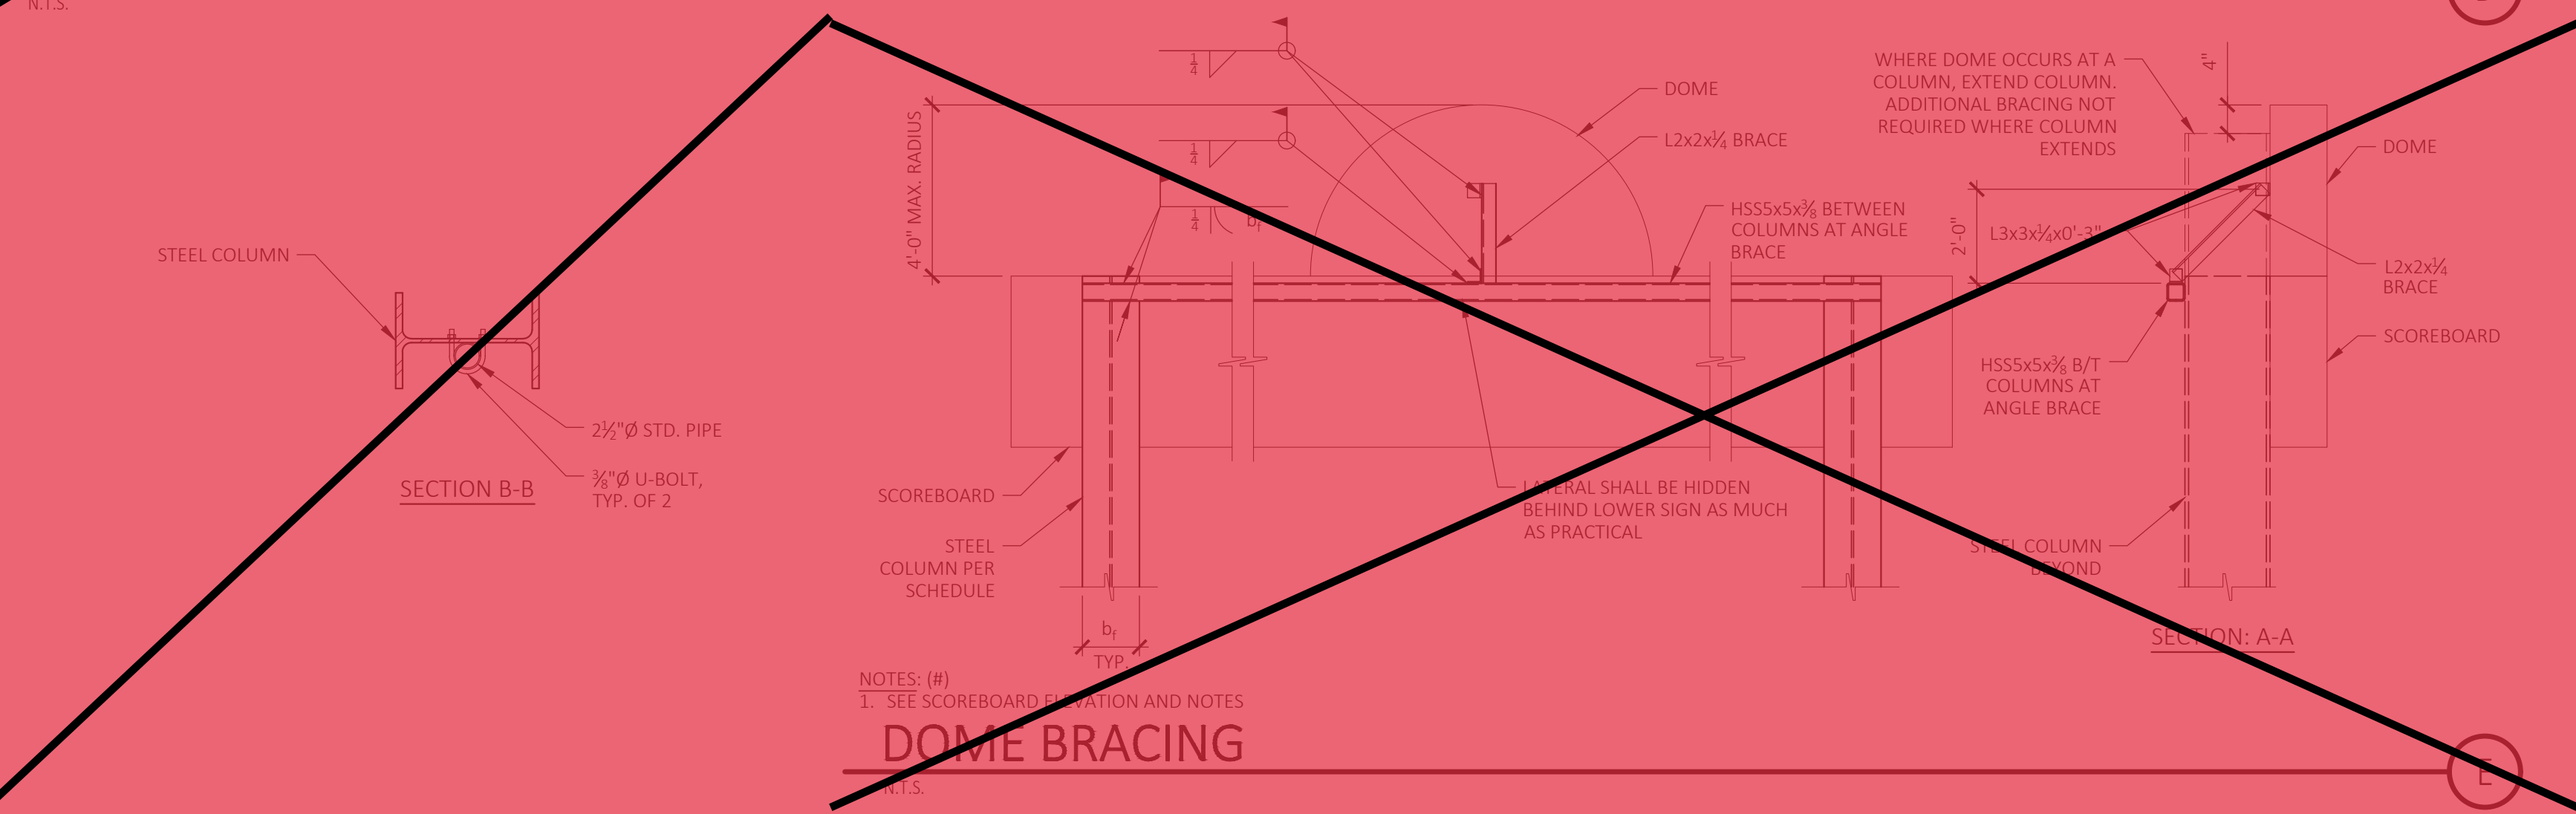 N.T.S.
STEEL COLUMN
2½"Ø STD. PIPE
⅜"Ø U-BOLT,
TYP. OF 2
SECTION B-B
1/4
1/4
1/4
bf
4'-0" MAX. RADIUS
DOME
L2x2x¼ BRACE
HSS5x5x⅜ BETWEEN
COLUMNS AT ANGLE
BRACE
SCOREBOARD
STEEL
COLUMN PER
SCHEDULE
LATERAL SHALL BE HIDDEN
BEHIND LOWER SIGN AS MUCH
AS PRACTICAL
bf
TYP.
WHERE DOME OCCURS AT A
COLUMN, EXTEND COLUMN.
ADDITIONAL BRACING NOT
REQUIRED WHERE COLUMN
EXTENDS
4"
DOME
2'-0"
L3x3x¼x0'-3"
L2x2x¼
BRACE
SCOREBOARD
HSS5x5x⅜ B/T
COLUMNS AT
ANGLE BRACE
STEEL COLUMN
BEYOND
SECTION: A-A
NOTES: (#)
1. SEE SCOREBOARD ELEVATION AND NOTES
DOME BRACING
N.T.S.
E